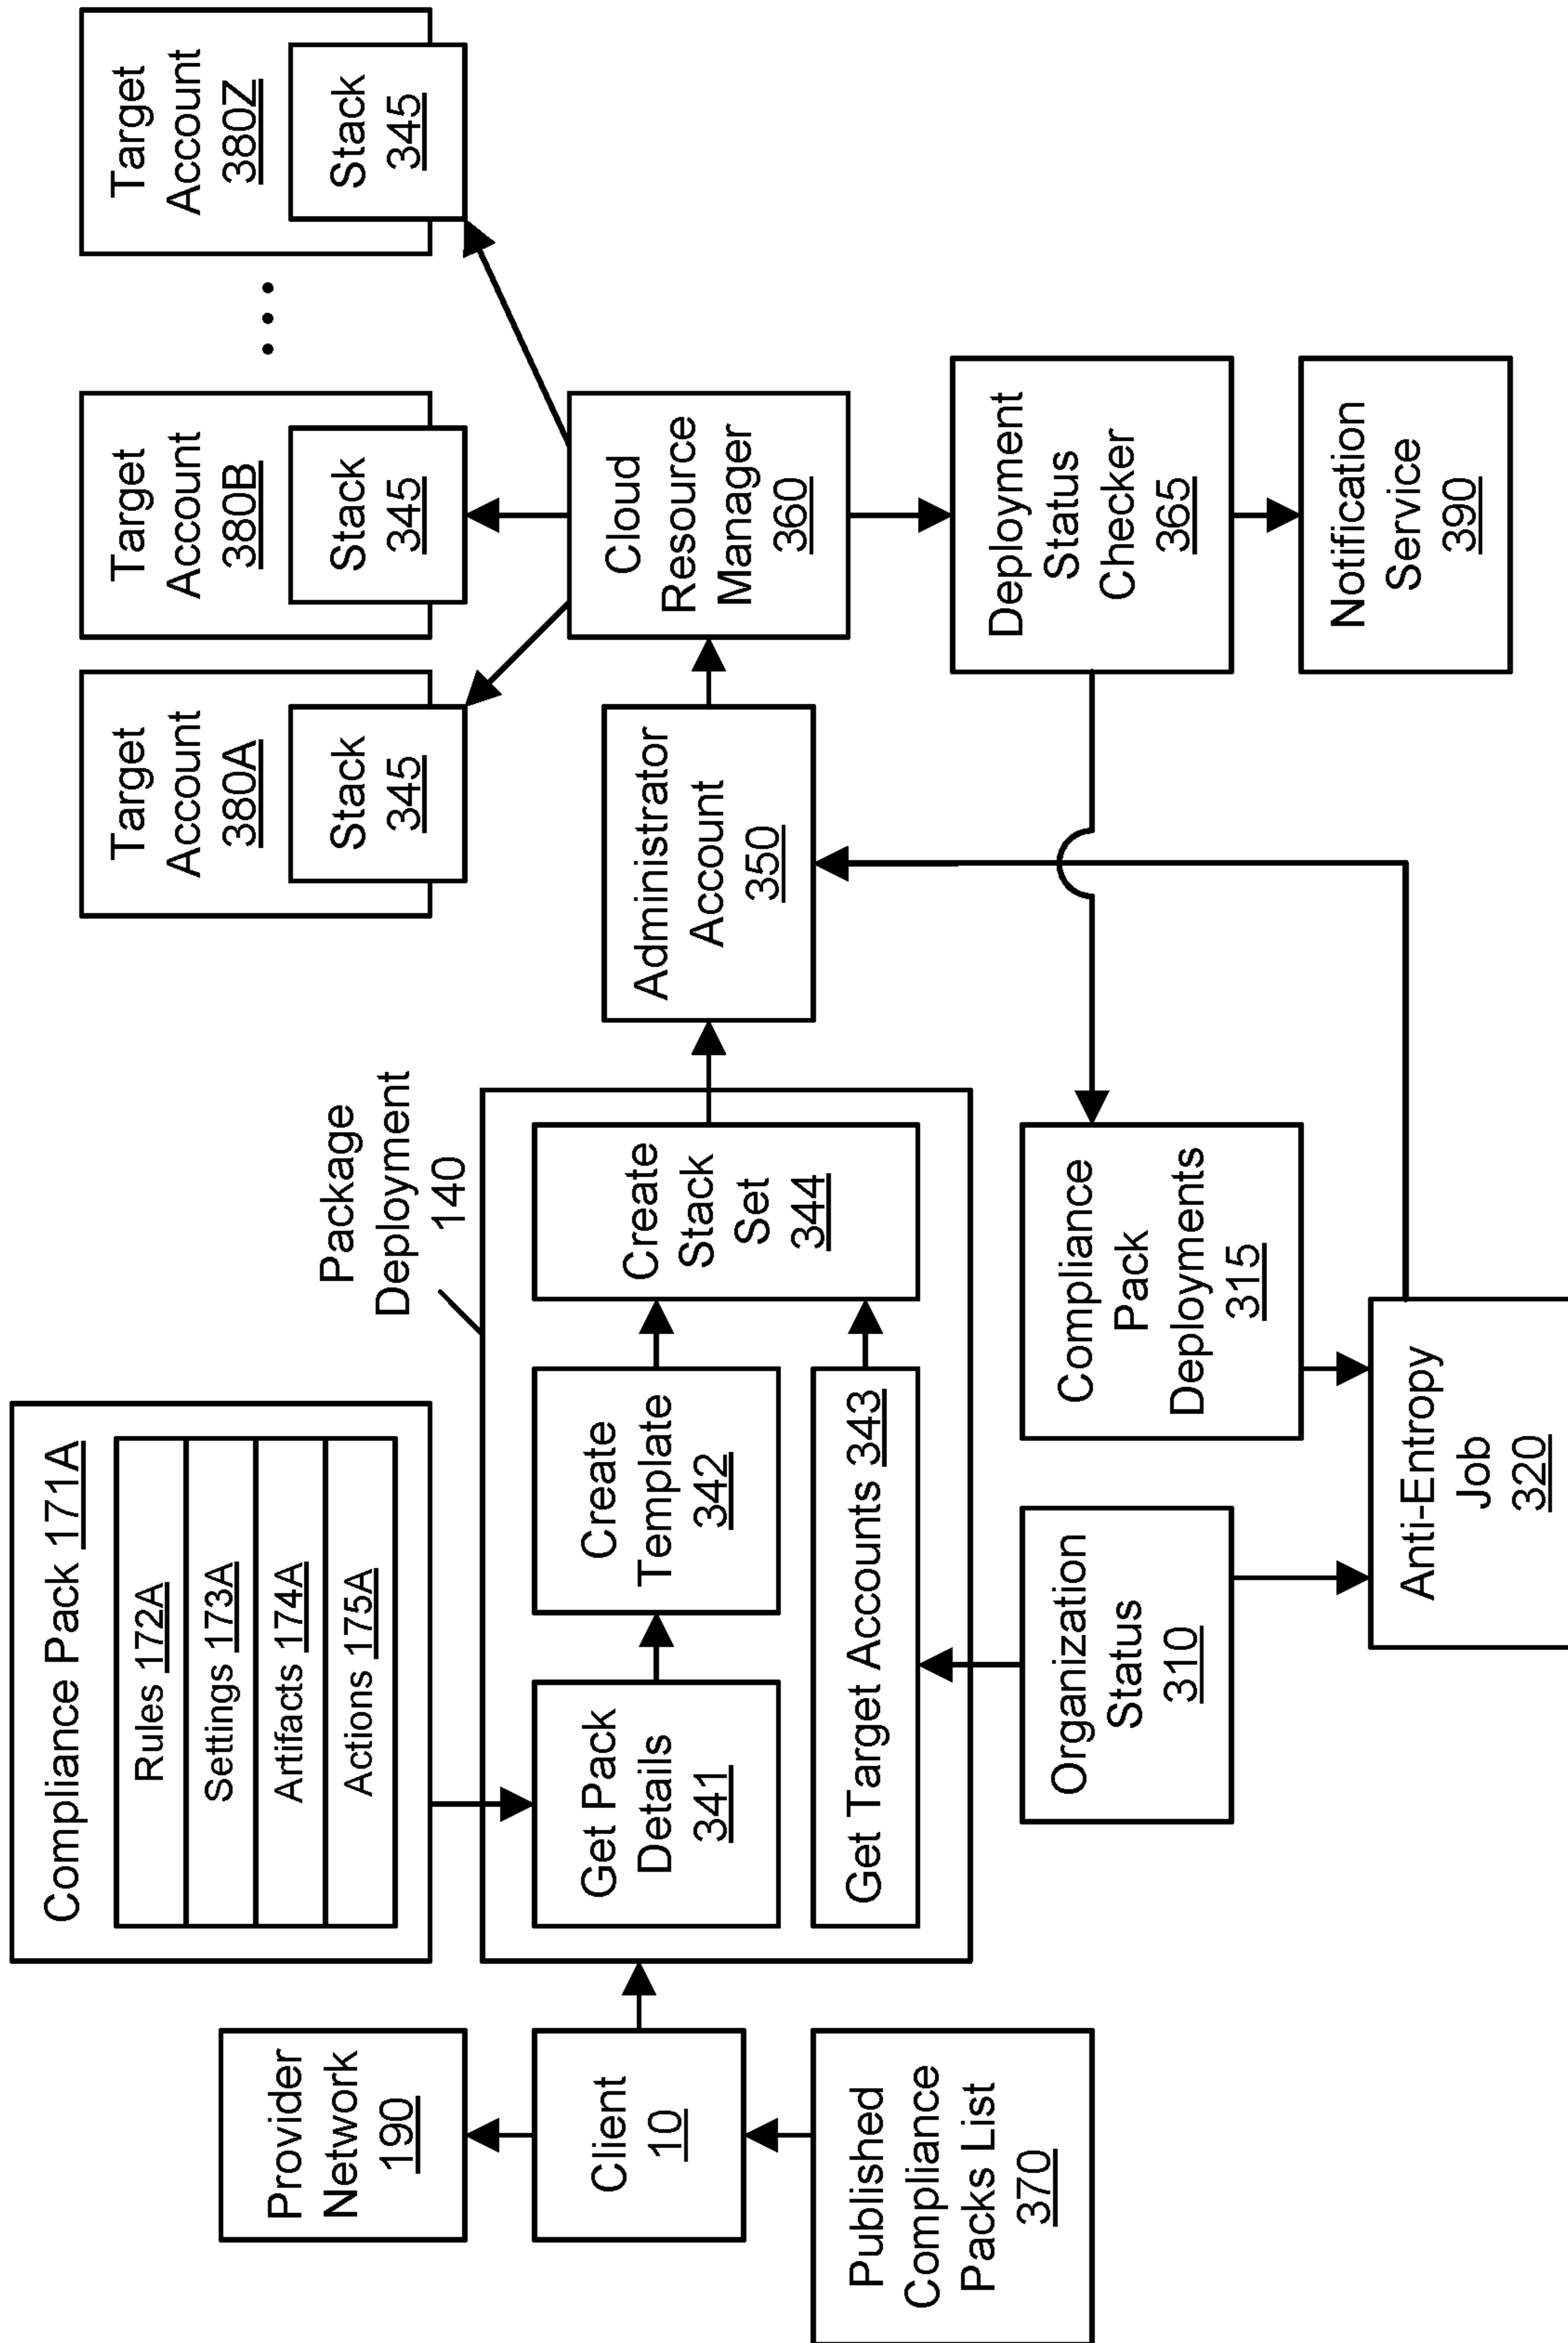 Provider
Network
190
Client
10
Published
Compliance
Packs List
370
Compliance Pack 171A
Rules 172A
Settings 173A
Artifacts 174A
Actions 175A
Package
Deployment
140
Get Pack
Details
341
Create
Template
342
Get Target Accounts 343
Create
Stack
Set
344
Organization
Status
310
Compliance
Pack
Deployments
315
Anti-Entropy
Job
320
Administrator
Account
350
Target
Account
380A
Stack
345
Target
Account
380B
Stack
345
...
Target
Account
380Z
Stack
345
Cloud
Resource
Manager
360
Deployment
Status
Checker
365
Notification
Service
390